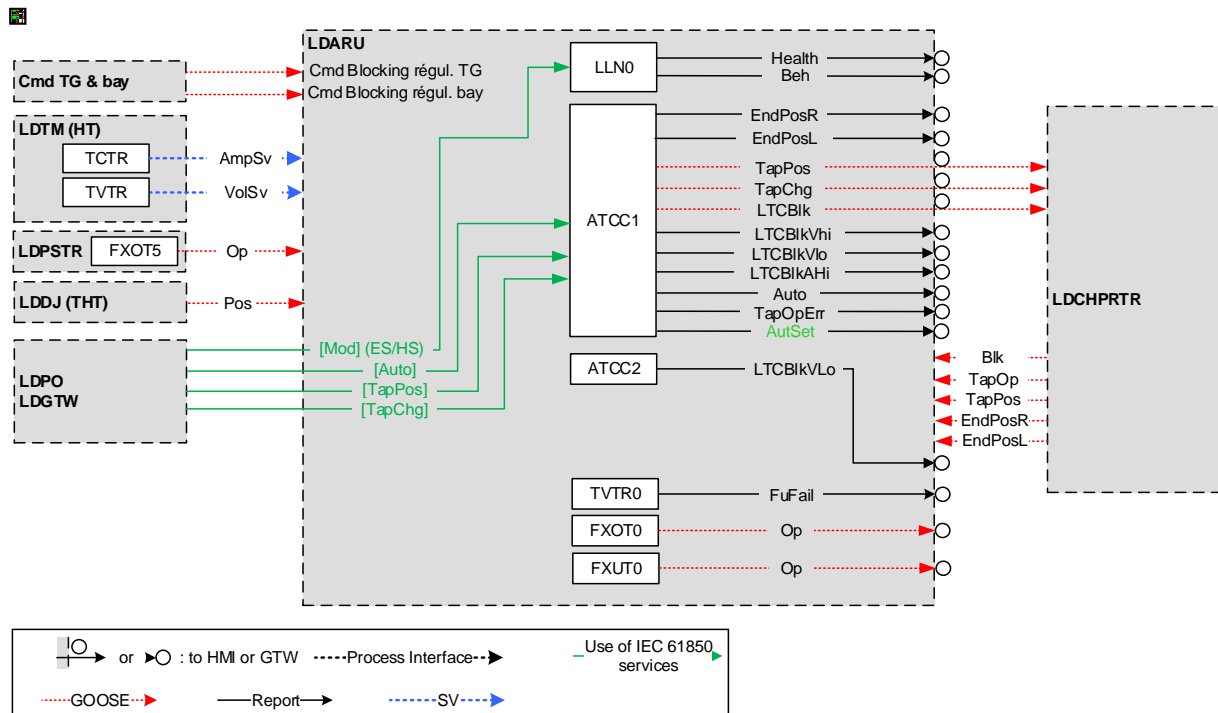 LDARU
Cmd TG & bay
Cmd Blocking régul. TG
Cmd Blocking régul. bay
LDTM (HT)
TCTR
AmpSv
TVTR
VolSv
LDPSTR
FXOT5
Op
LDDJ (THT)
Pos
LDPO
LDGTW
[Mod] (ES/HS)
[Auto]
[TapPos]
[TapChg]
LLN0
Health
Beh
ATCC1
EndPosR
EndPosL
TapPos
TapChg
LTCBlk
LTCBlkVhi
LTCBlkVlo
LTCBlkAHi
Auto
TapOpErr
AutSet
ATCC2
LTCBlkVLo
TVTR0
FuFail
FXOT0
Op
FXUT0
Op
LDCHPRTR
Blk
TapOp
TapPos
EndPosR
EndPosL
or : to HMI or GTW
Process Interface
Use of IEC 61850
services
GOOSE
Report
SV